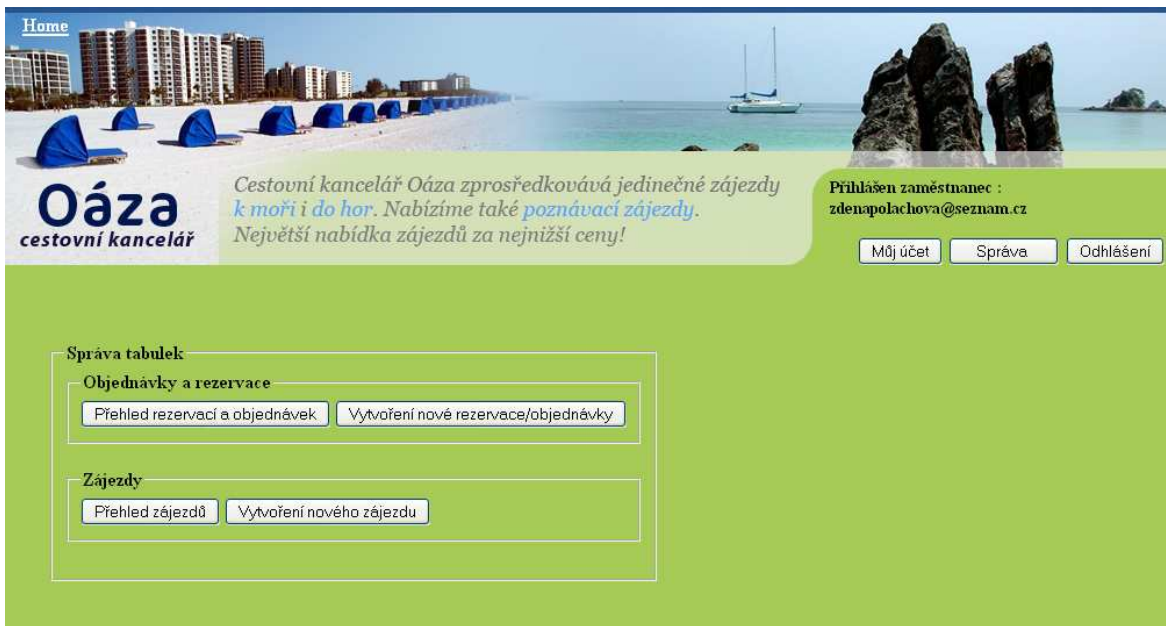 Home
Oáza
cestovní kancelář
Cestovní kancelář Oáza zprosředkovává jedinečné zájezdy
k moři i do hor. Nabízíme také poznávací zájezdy.
Největší nabídka zájezdů za nejnižší ceny!
Přihlášen zaměstnanec :
zdenapolachova@seznam.cz
Můj účet Správa Odhlášení
Správa tabulek
Objednávky a rezervace
Přehled rezervací a objednávek Vytvoření nové rezervace/objednávky
Zájezdy
Přehled zájezdů Vytvoření nového zájezdu